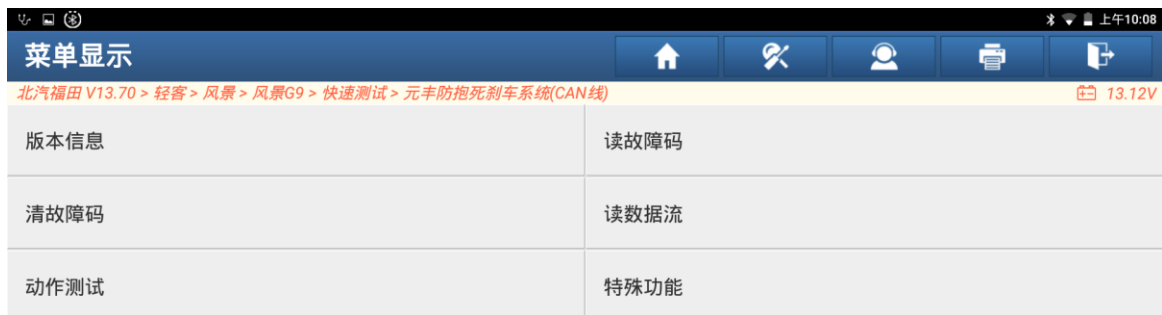 上午10:08
菜单显示
北汽福田 V13.70 > 轻客 > 风景 > 风景G9 > 快速测试 > 元丰防抱死刹车系统(CAN线) 13.12V
版本信息 读故障码
清故障码 读数据流
动作测试 特殊功能